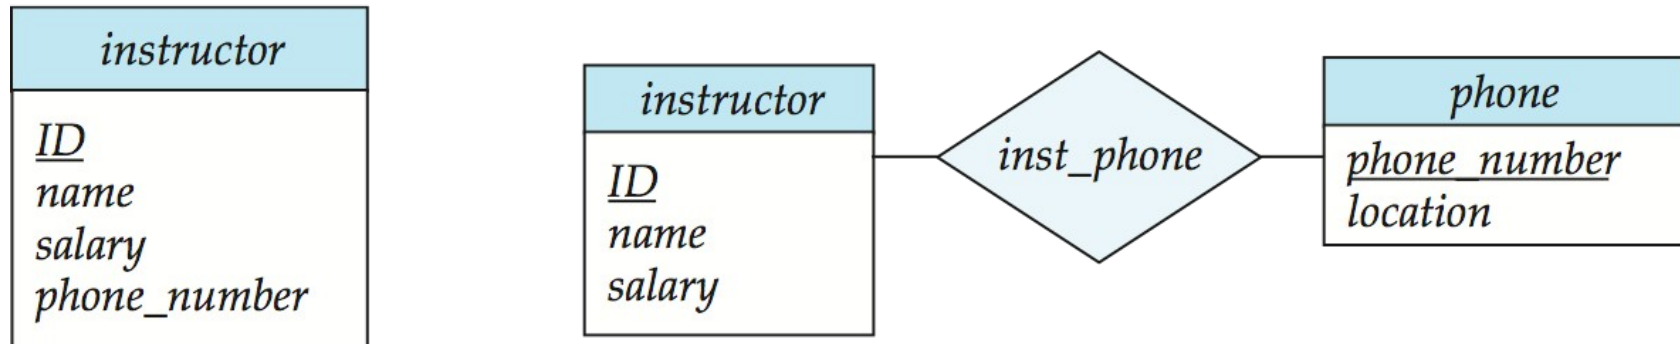 instructor
ID
name
salary
phone_number
instructor
ID
name
salary
inst_phone
phone
phone_number
location